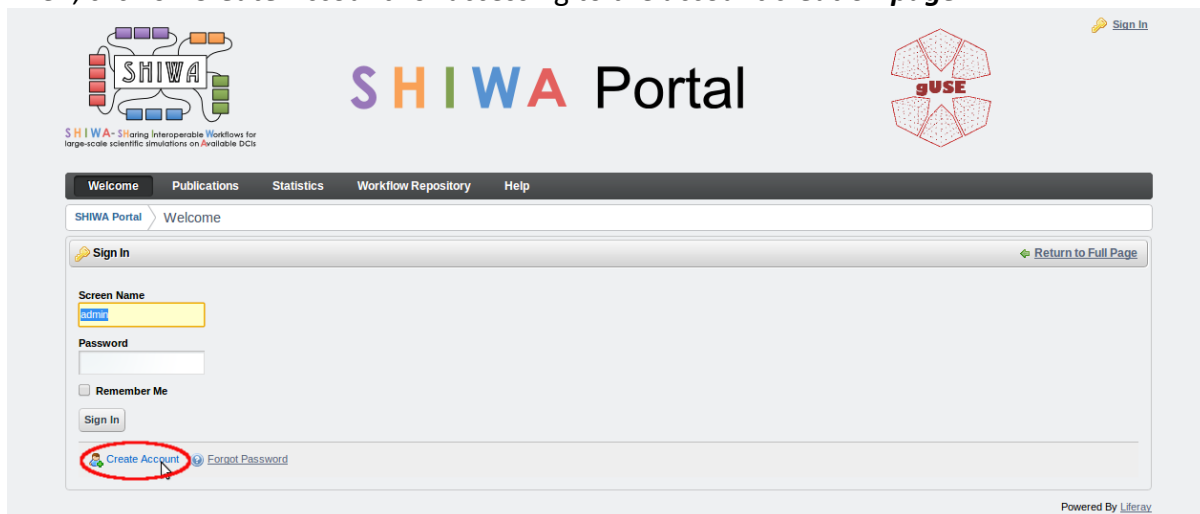 Sign In
SHIWA
SHIWA Portal
gUSE
SHIWA-SHaring Interoperable Workflows for
large-scale scientific simulations on Available DCIs
Welcome Publications Statistics Workflow Repository Help
SHIWA Portal Welcome
Sign In Return to Full Page
Screen Name
admin
Password
Remember Me
Sign In
Create Account Forgot Password
Powered By Liferay